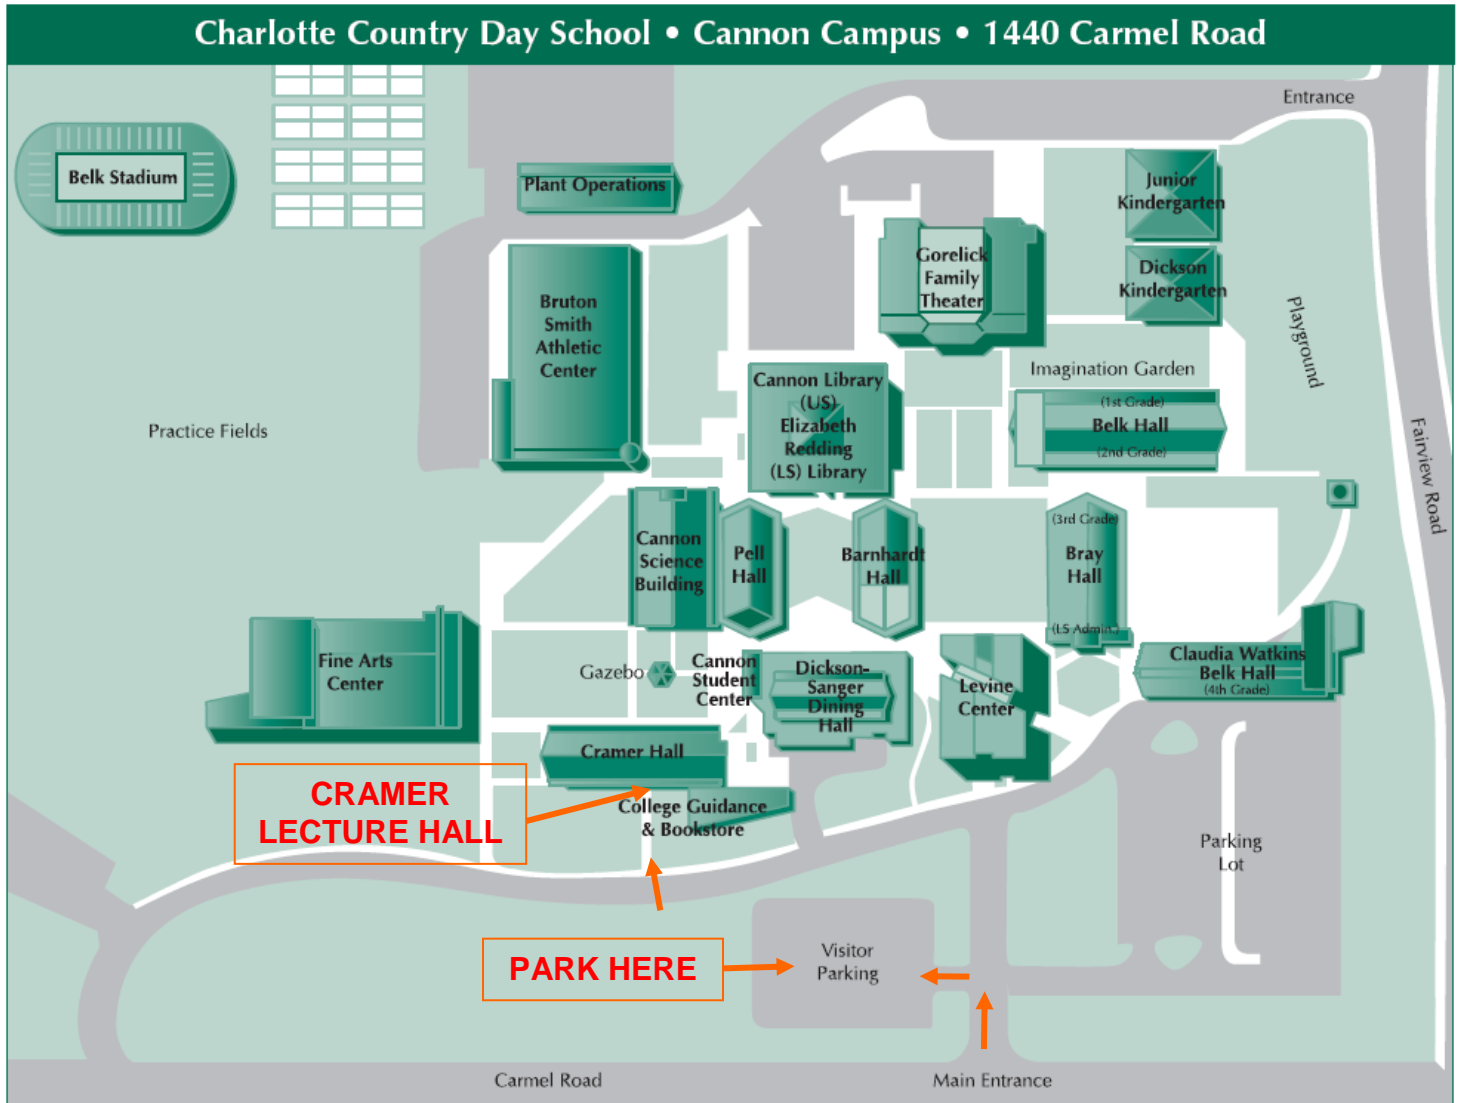 Charlotte Country Day School • Cannon Campus • 1440 Carmel Road
Entrance
Belk Stadium
Plant Operations
Junior
Kindergarten
Gorelick
Family
Theater
Dickson
Kindergarten
Bruton
Smith
Athletic
Center
Playground
Imagination Garden
Cannon Library
(US)
Elizabeth
Redding
(LS) Library
(1st Grade)
Belk Hall
(2nd Grade)
Practice Fields
Fairview Road
Cannon
Science
Building
Pell
Hall
Barnhardt
Hall
(3rd Grade)
Bray
Hall
(LS Admin.)
Fine Arts
Center
Gazebo
Cannon
Student
Center
Dickson-
Sanger
Dining
Hall
Levine
Center
Claudia Watkins
Belk Hall
(4th Grade)
Cramer Hall
CRAMER
LECTURE HALL
College Guidance
& Bookstore
Parking
Lot
PARK HERE
Visitor
Parking
Carmel Road
Main Entrance